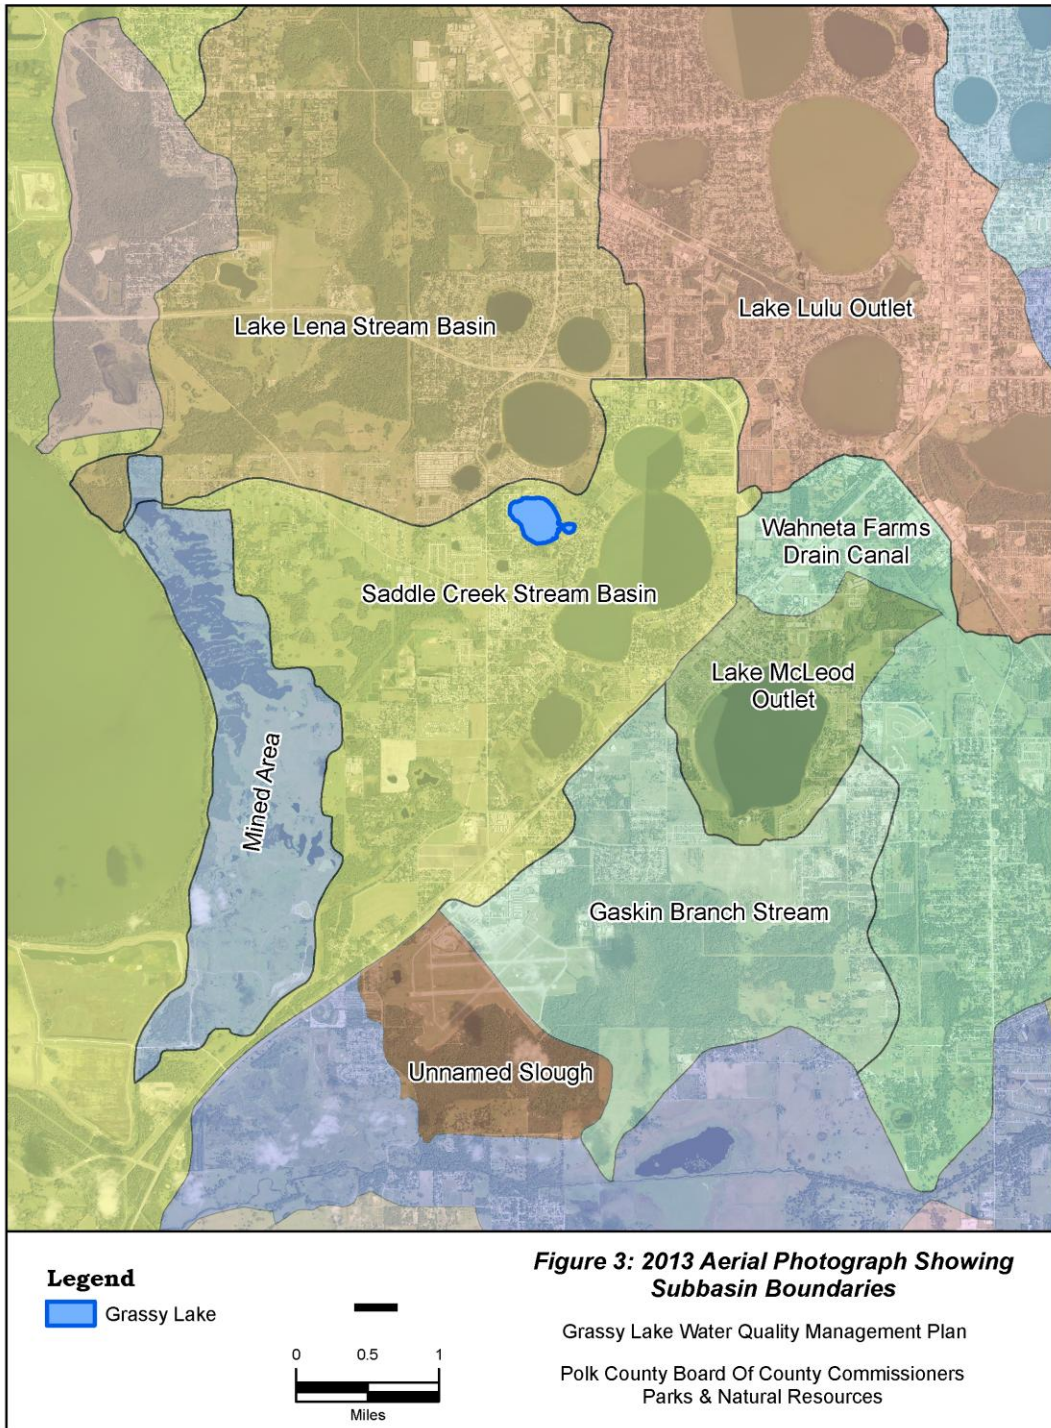 Lake Lena Stream Basin
Lake Lulu Outlet
Wahneta Farms
Drain Canal
Saddle Creek Stream Basin
Lake McLeod
Outlet
Mined Area
Gaskin Branch Stream
Unnamed Slough
Legend
Grassy Lake
0 0.5 1
Miles
Figure 3: 2013 Aerial Photograph Showing
Subbasin Boundaries
Grassy Lake Water Quality Management Plan
Polk County Board Of County Commissioners
Parks & Natural Resources